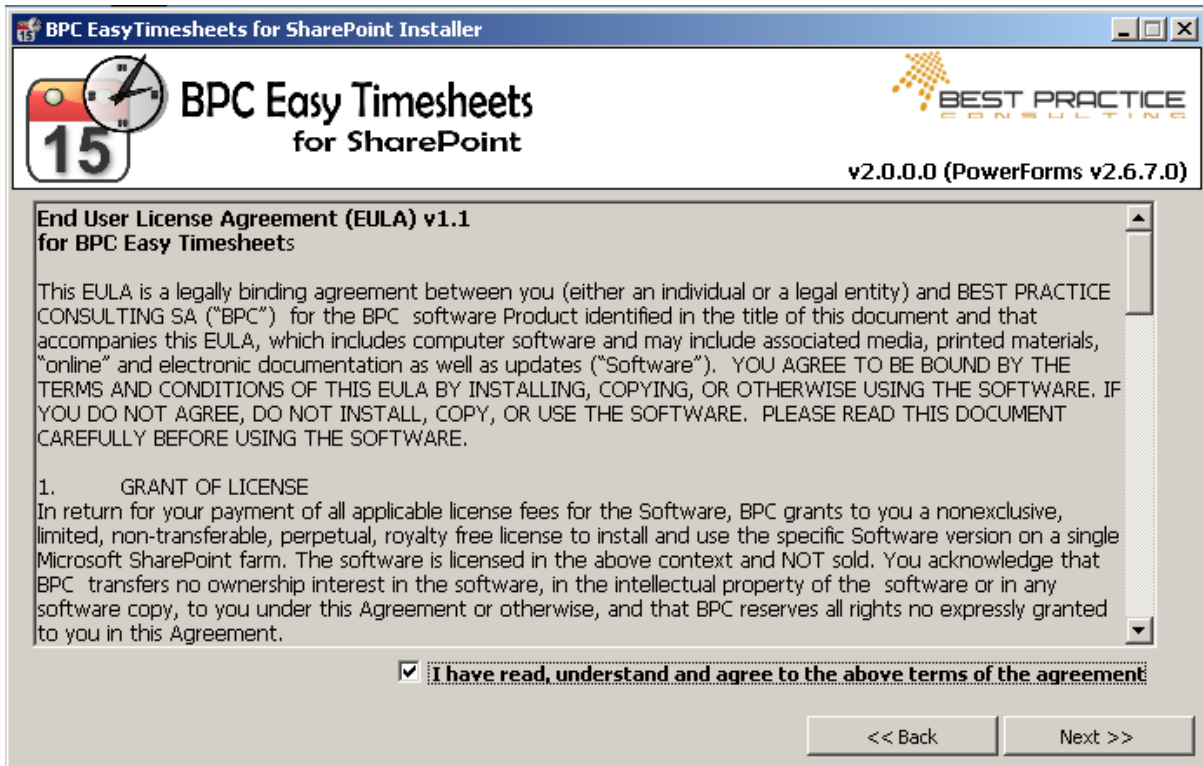 BPC EasyTimesheets for SharePoint Installer
15
BPC Easy Timesheets
for SharePoint
15
BEST PRACTICE
CONSULTING
v2.0.0.0 (PowerForms v2.6.7.0)
End User License Agreement (EULA) v1.1
for BPC Easy Timesheets
This EULA is a legally binding agreement between you (either an individual or a legal entity) and BEST PRACTICE
CONSULTING SA (“BPC”)  for the BPC  software Product identified in the title of this document and that
accompanies this EULA, which includes computer software and may include associated media, printed materials,
“online” and electronic documentation as well as updates (“Software”).  YOU AGREE TO BE BOUND BY THE
TERMS AND CONDITIONS OF THIS EULA BY INSTALLING, COPYING, OR OTHERWISE USING THE SOFTWARE. IF
YOU DO NOT AGREE, DO NOT INSTALL, COPY, OR USE THE SOFTWARE.  PLEASE READ THIS DOCUMENT
CAREFULLY BEFORE USING THE SOFTWARE.
1. GRANT OF LICENSE
In return for your payment of all applicable license fees for the Software, BPC grants to you a nonexclusive,
limited, non-transferable, perpetual, royalty free license to install and use the specific Software version on a single
Microsoft SharePoint farm. The software is licensed in the above context and NOT sold. You acknowledge that
BPC  transfers no ownership interest in the software, in the intellectual property of the  software or in any
software copy, to you under this Agreement or otherwise, and that BPC reserves all rights no expressly granted
to you in this Agreement.
I have read, understand and agree to the above terms of the agreement
<< Back
Next >>